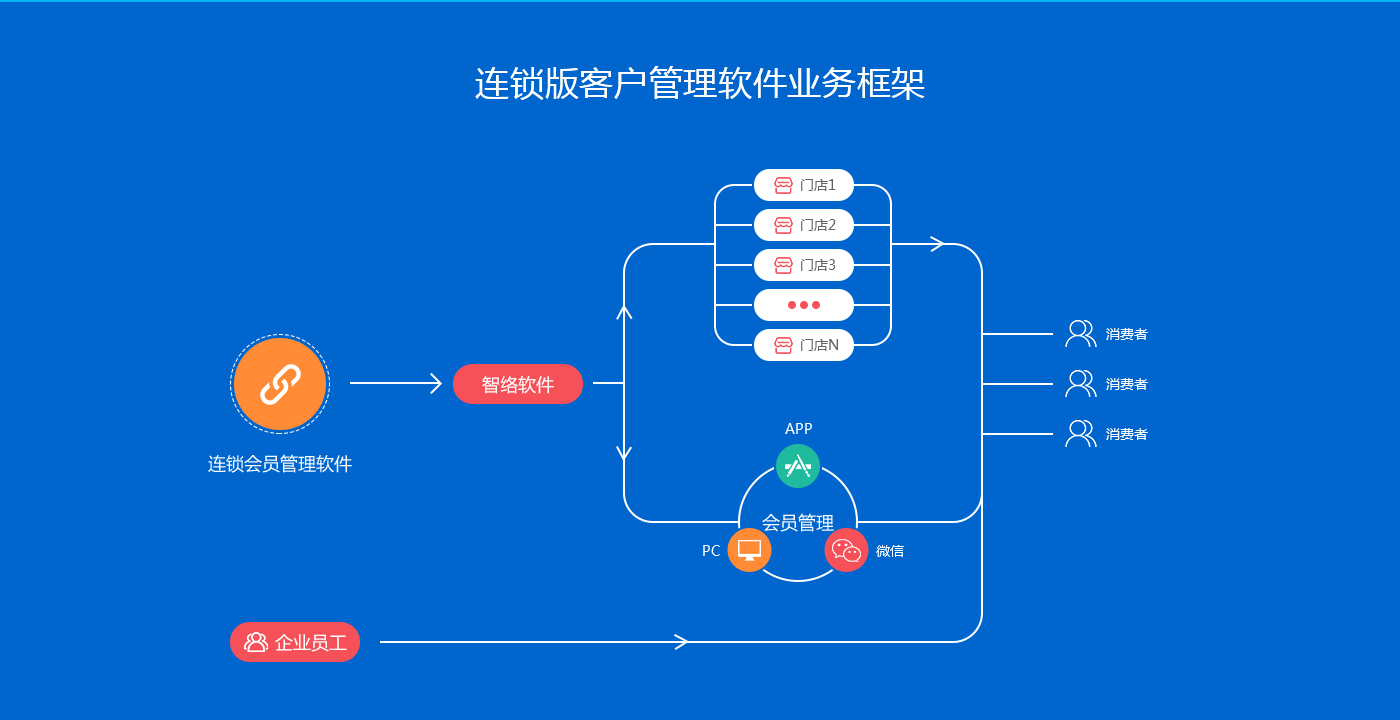 连锁版客户管理软件业务框架
门店1
门店2
门店3
门店N
消费者
消费者
消费者
智络软件
连锁会员管理软件
APP
会员管理
PC
微信
企业员工